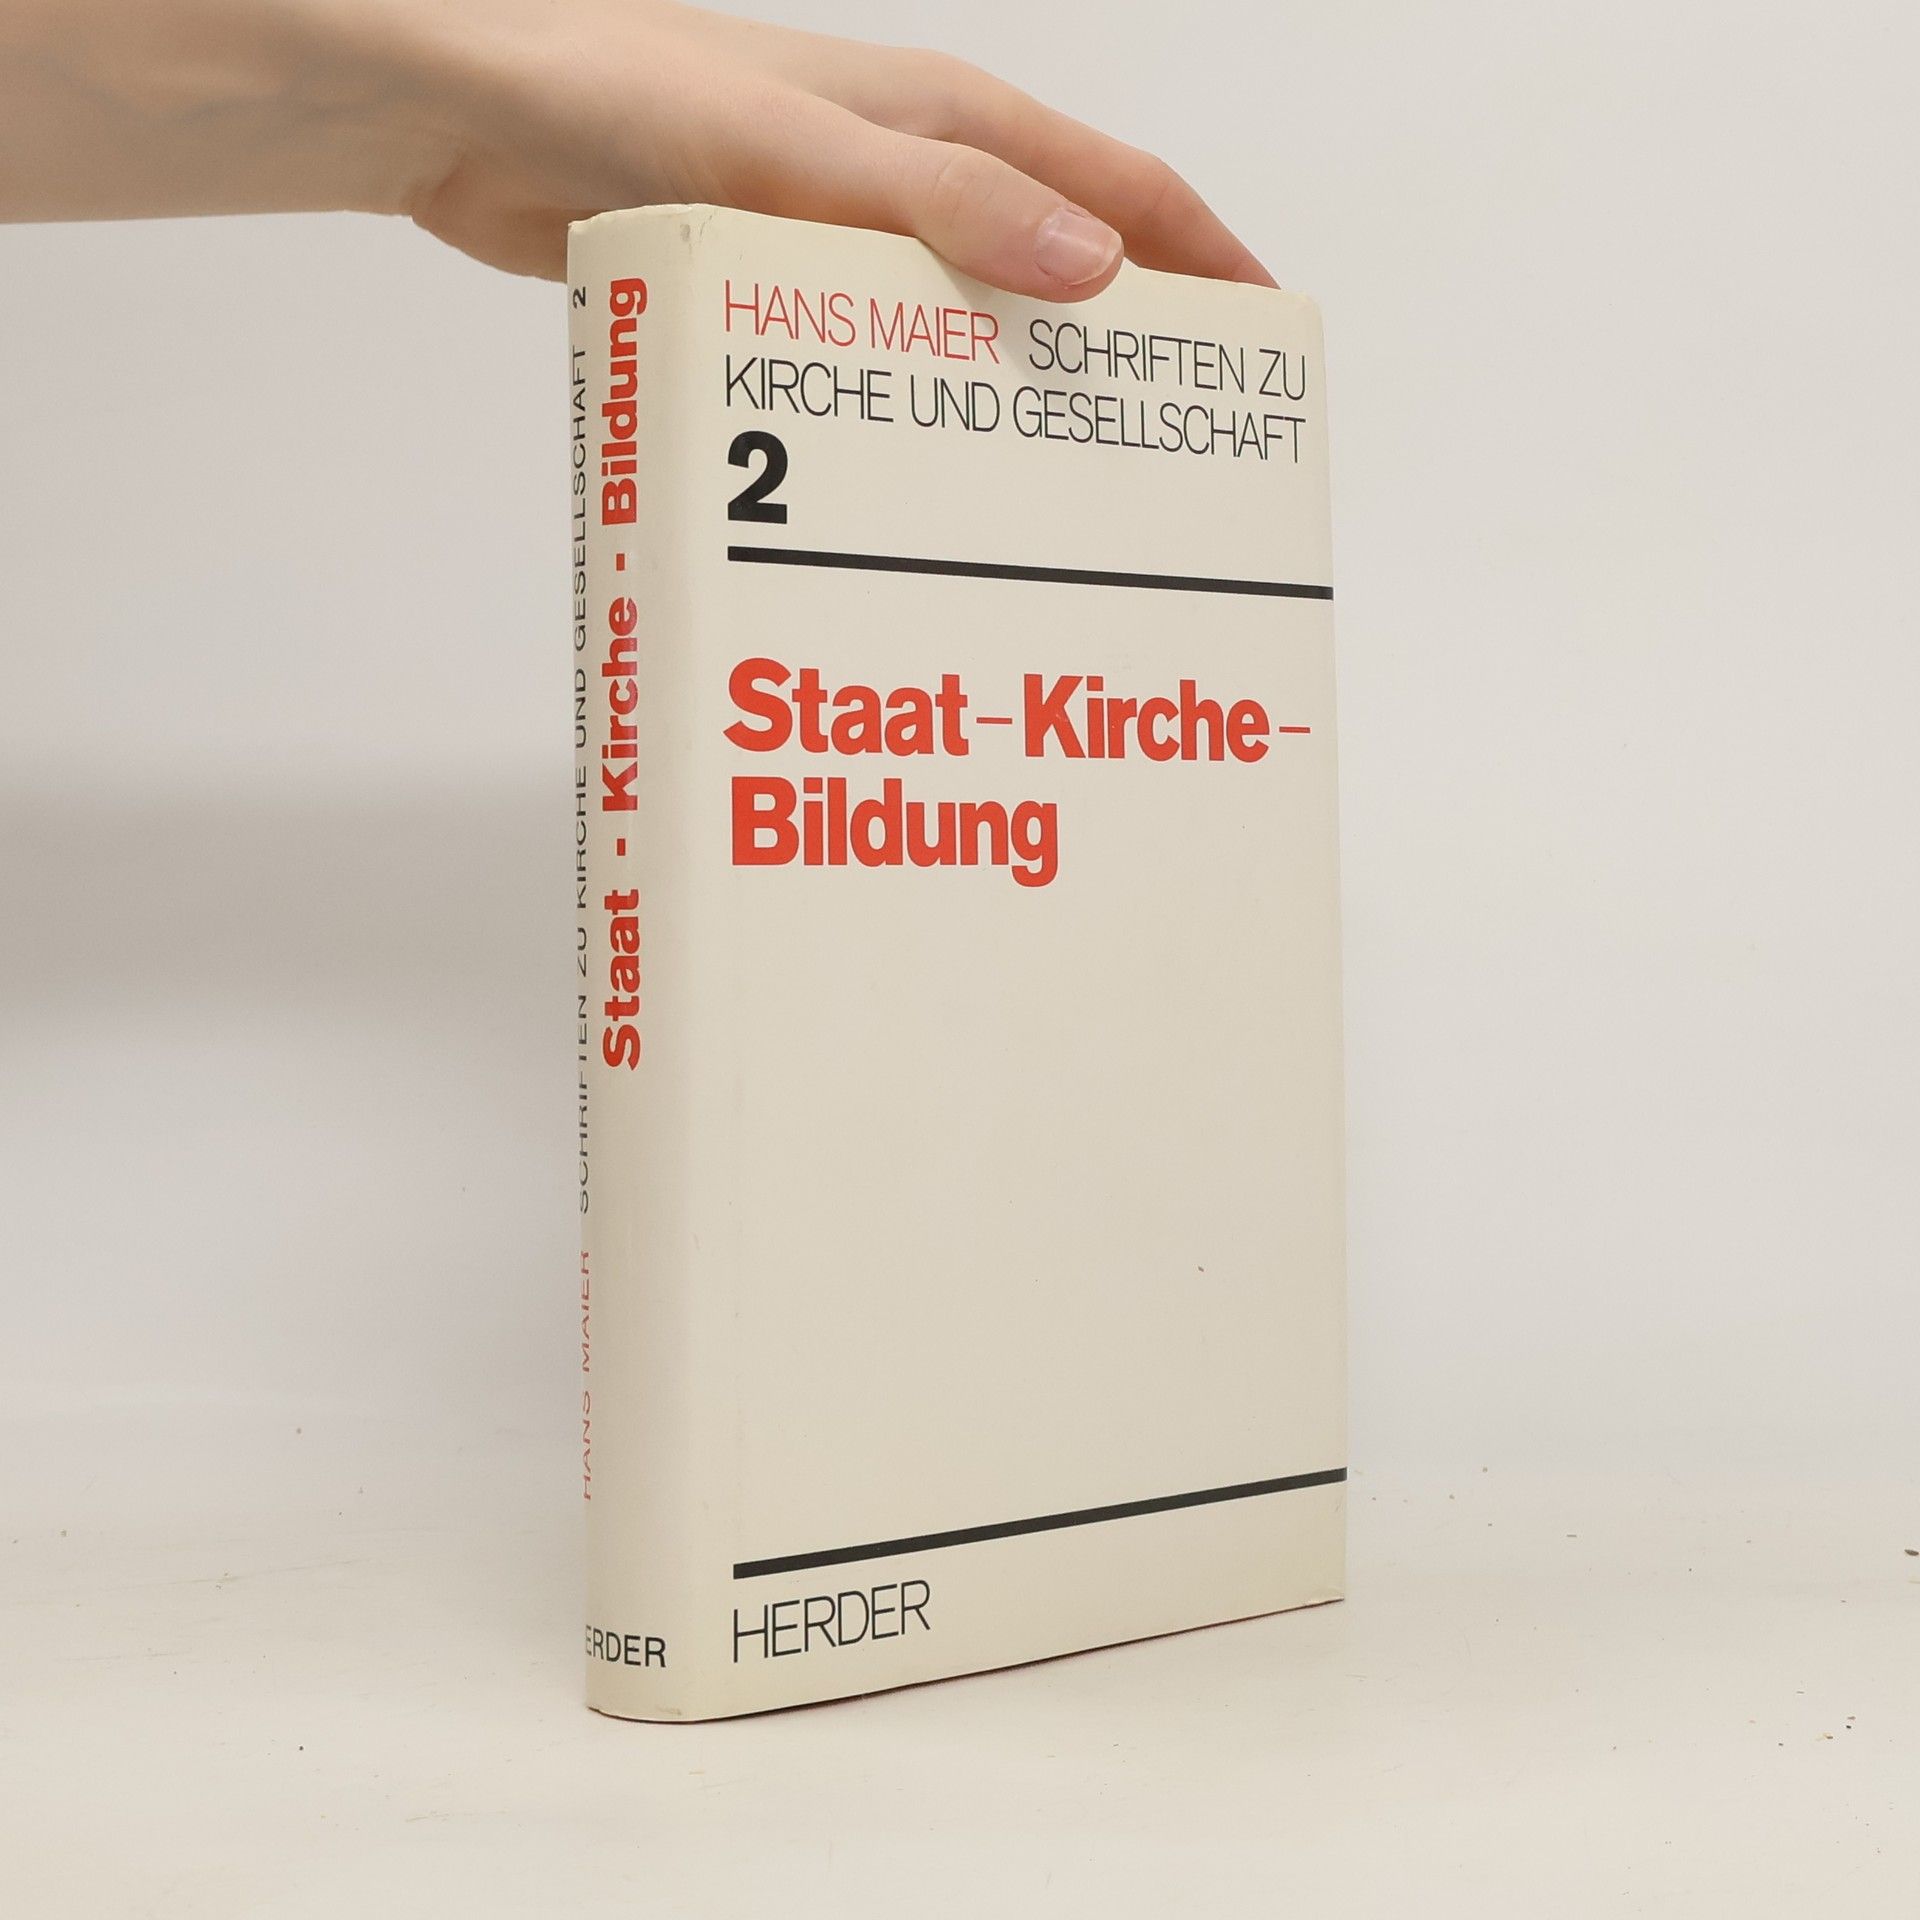 HANS MAIER SCHRIFTEN ZU
KIRCHE UND GESELLSCHAFT
2
Staat – Kirche –
Bildung
HERDER
HANS MAIER SCHRIFTEN ZU KIRCHE UND GESELLSCHAFT 2
Staat - Kirche - Bildung
ERDER